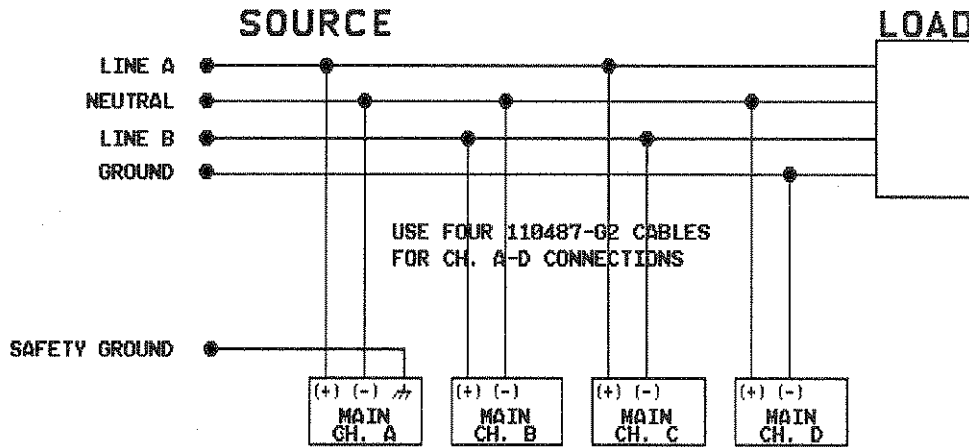 SOURCE
LOAD
LINE A
NEUTRAL
LINE B
GROUND
USE FOUR 110487-G2 CABLES
FOR CH. A-D CONNECTIONS
SAFETY GROUND
(+) (-)
MAIN
CH. A
(+) (-)
MAIN
CH. B
(+) (-)
MAIN
CH. C
(+) (-)
MAIN
CH. D